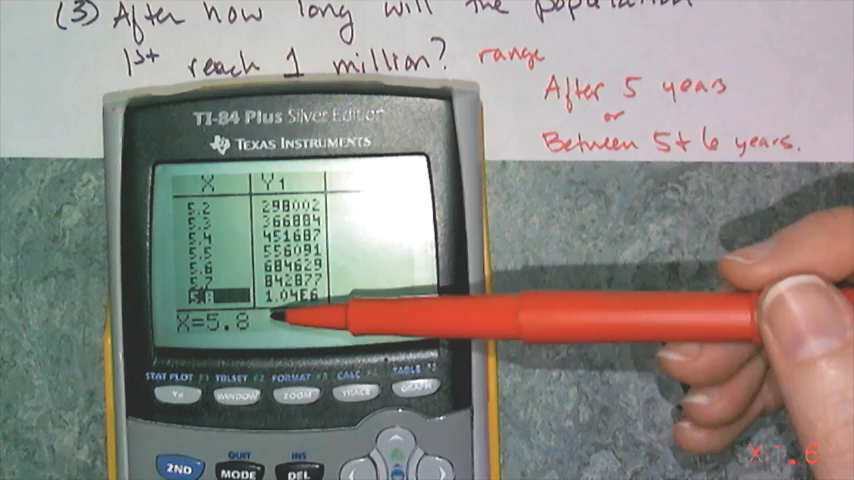 (3) After how long will the population
1st reach 1 million? range
After 5 years
or
Between 5 & 6 years.
TI-84 Plus Silver Edition
TEXAS INSTRUMENTS
X Y1
5.2 298002
5.3 366884
5.4 451687
5.5 556091
5.6 684629
5.7 842877
5.8 1.04E6
X=5.8
STAT PLOT F1 TBLSET F2 FORMAT F3 CALC F4 TABLE F5
Y= WINDOW ZOOM TRACE GRAPH
QUIT INS
2ND MODE DEL